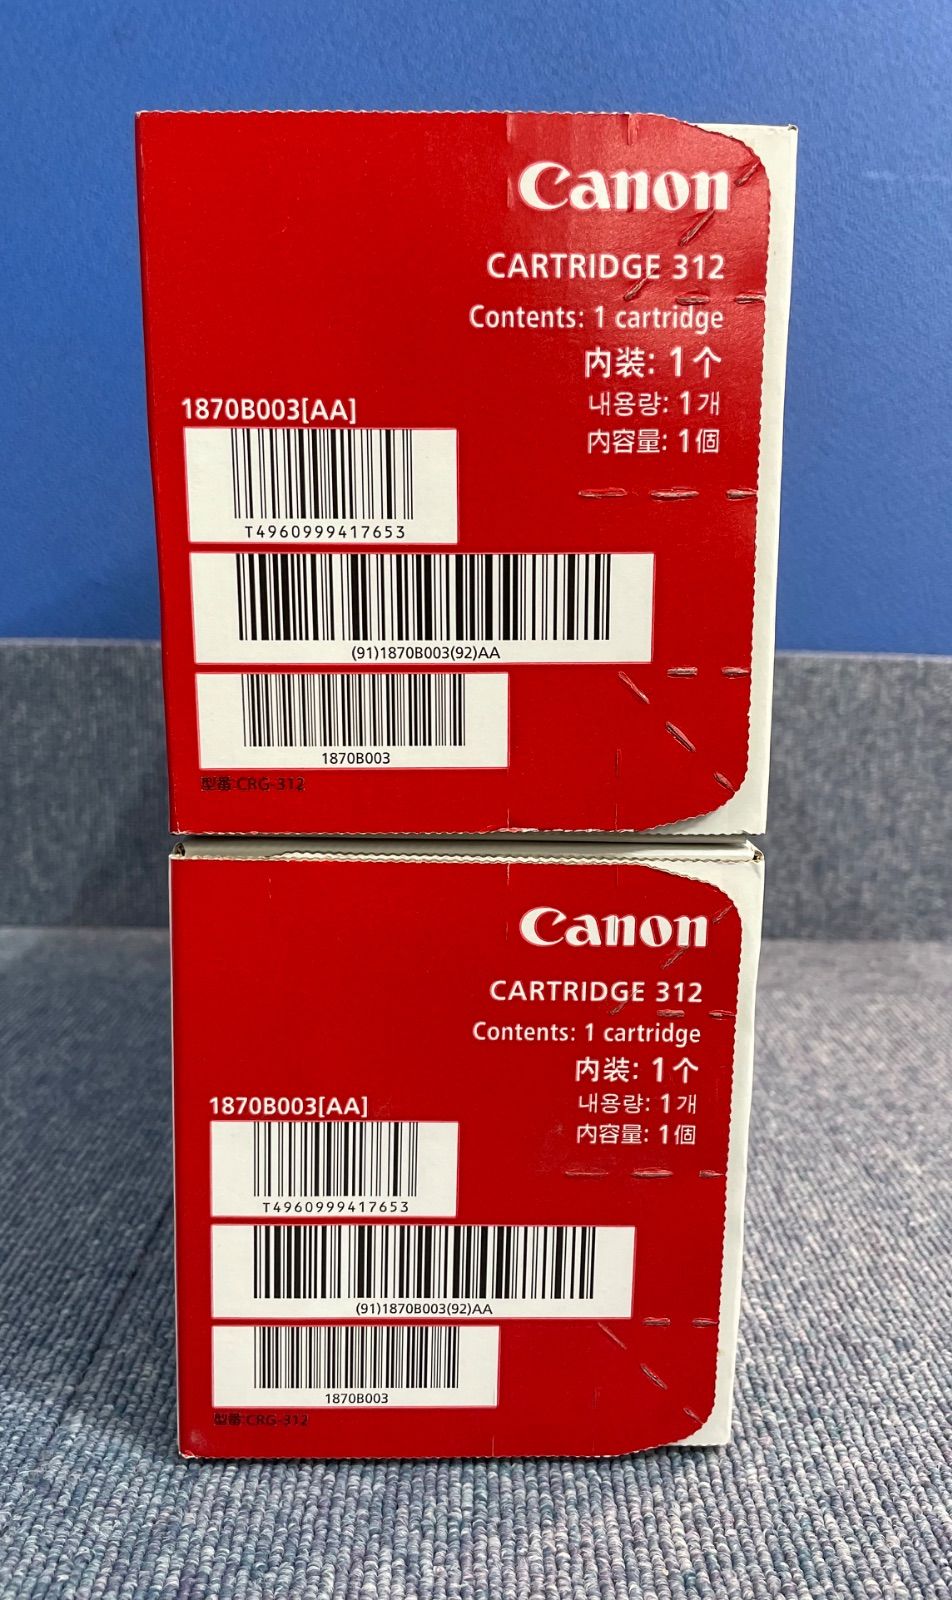 Canon
CARTRIDGE 312
Contents: 1 cartridge
内装: 1个
내용량: 1개
内容量: 1個
1870B003[AA]
T4960999417653
(91)1870B003(92)AA
1870B003
型番:CRG-312
Canon
CARTRIDGE 312
Contents: 1 cartridge
内装: 1个
내용량: 1개
内容量: 1個
1870B003[AA]
T4960999417653
(91)1870B003(92)AA
1870B003
型番:CRG-312